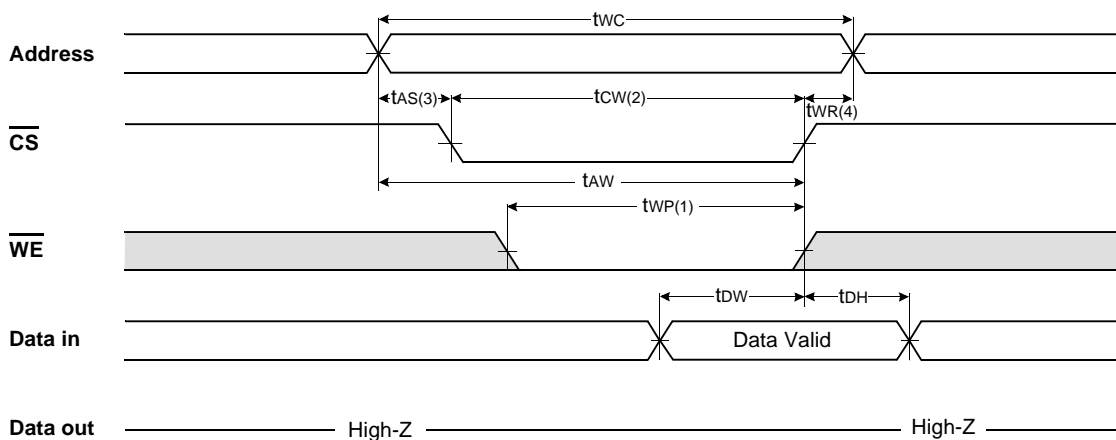 tWC
Address
tAS(3) tCW(2) tWR(4)
CS
tAW
tWP(1)
WE
tDW tDH
Data in Data Valid
Data out High-Z High-Z